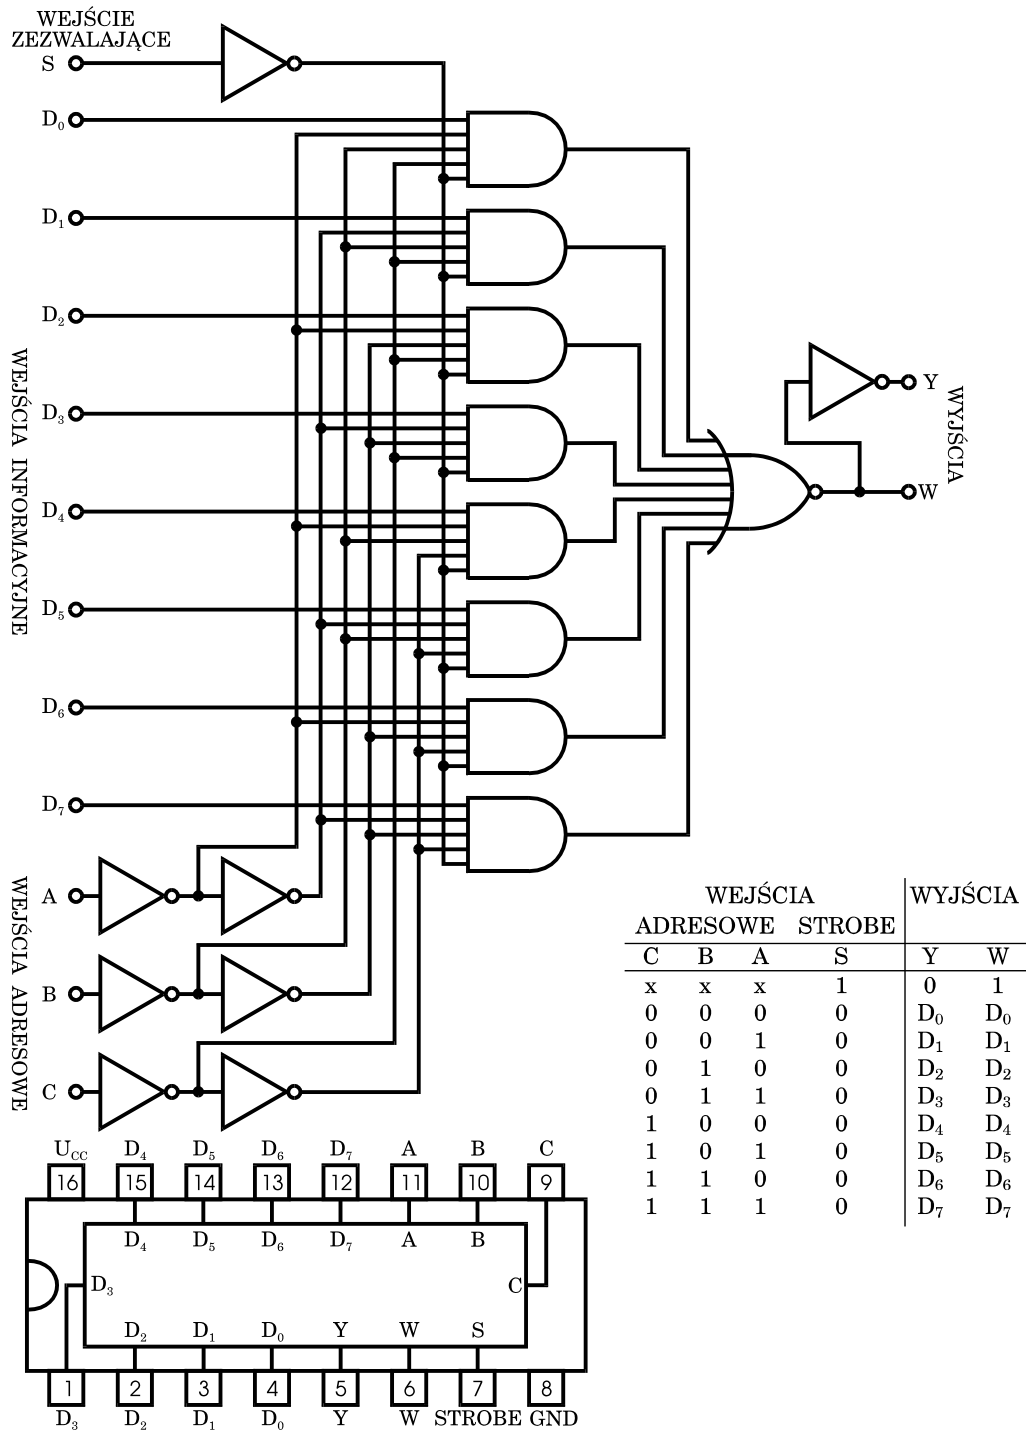 WEJŚCIE
ZEZWALAJĄCE
S
D₀
D₁
D₂
D₃
D₄
D₅
D₆
D₇
WEJŚCIA INFORMACYJNE
A
B
C
WEJŚCIA ADRESOWE
Y
W
WYJŚCIA
WEJŚCIA WYJŚCIA
ADRESOWE STROBE
C B A S Y W
x x x 1 0 1
0 0 0 0 D₀ D₀
0 0 1 0 D₁ D₁
0 1 0 0 D₂ D₂
0 1 1 0 D₃ D₃
1 0 0 0 D₄ D₄
1 0 1 0 D₅ D₅
1 1 0 0 D₆ D₆
1 1 1 0 D₇ D₇
U_CC D₄ D₅ D₆ D₇ A B C
16 15 14 13 12 11 10 9
D₄ D₅ D₆ D₇ A B
D₃ C
D₂ D₁ D₀ Y W S
1 2 3 4 5 6 7 8
D₃ D₂ D₁ D₀ Y W STROBE GND